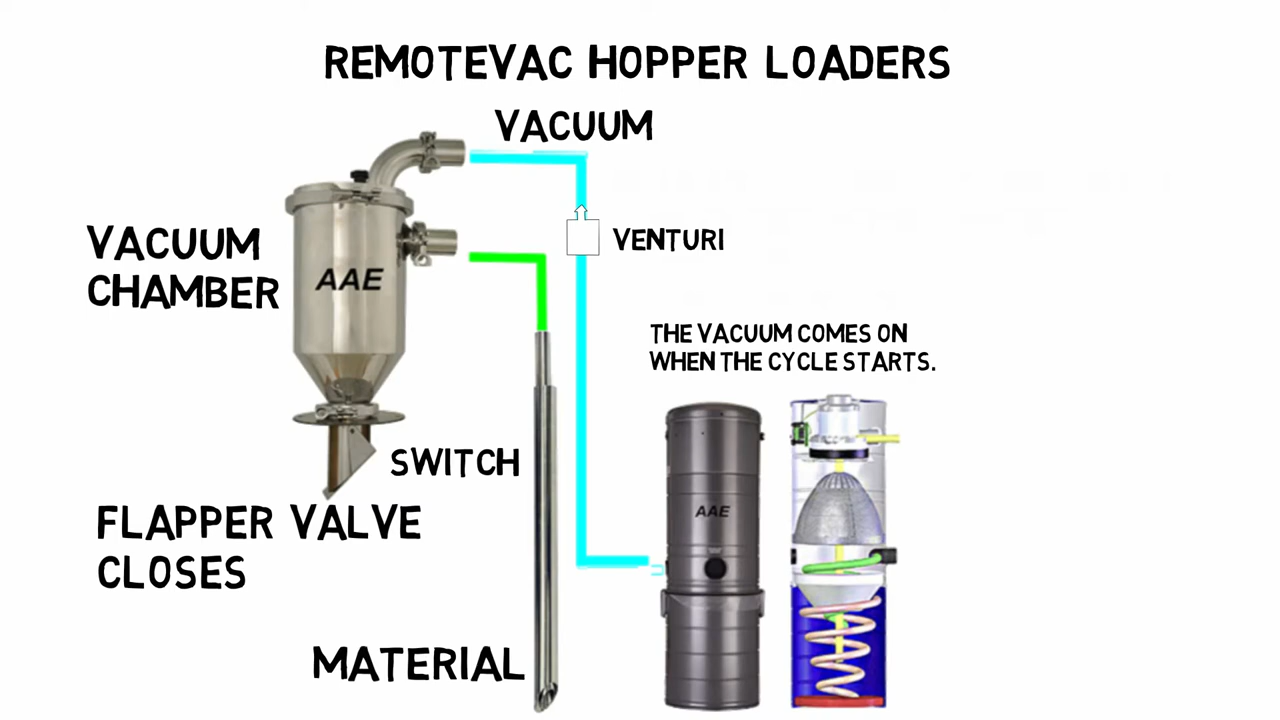 REMOTEVAC HOPPER LOADERS
VACUUM
VACUUM
CHAMBER
AAE
VENTURI
THE VACUUM COMES ON
WHEN THE CYCLE STARTS.
SWITCH
AAE
FLAPPER VALVE
CLOSES
MATERIAL